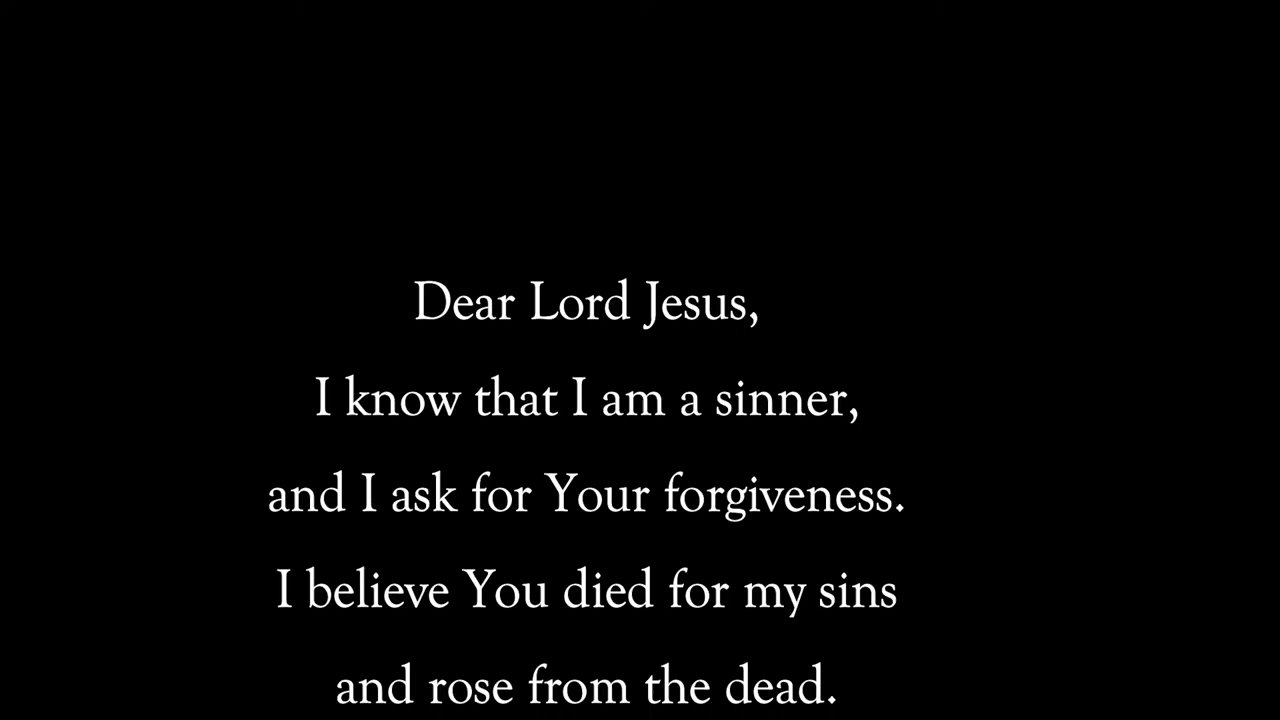 Dear Lord Jesus,
I know that I am a sinner,
and I ask for Your forgiveness.
I believe You died for my sins
and rose from the dead.